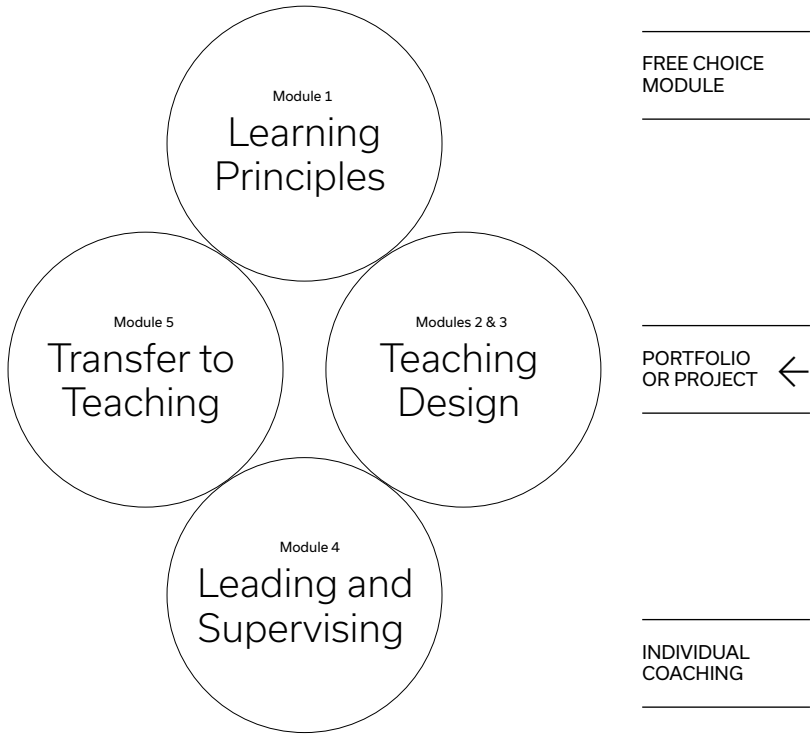 Module 1
Learning
Principles
FREE CHOICE
MODULE
Module 5
Transfer to
Teaching
Modules 2 & 3
Teaching
Design
PORTFOLIO
OR PROJECT
Module 4
Leading and
Supervising
INDIVIDUAL
COACHING